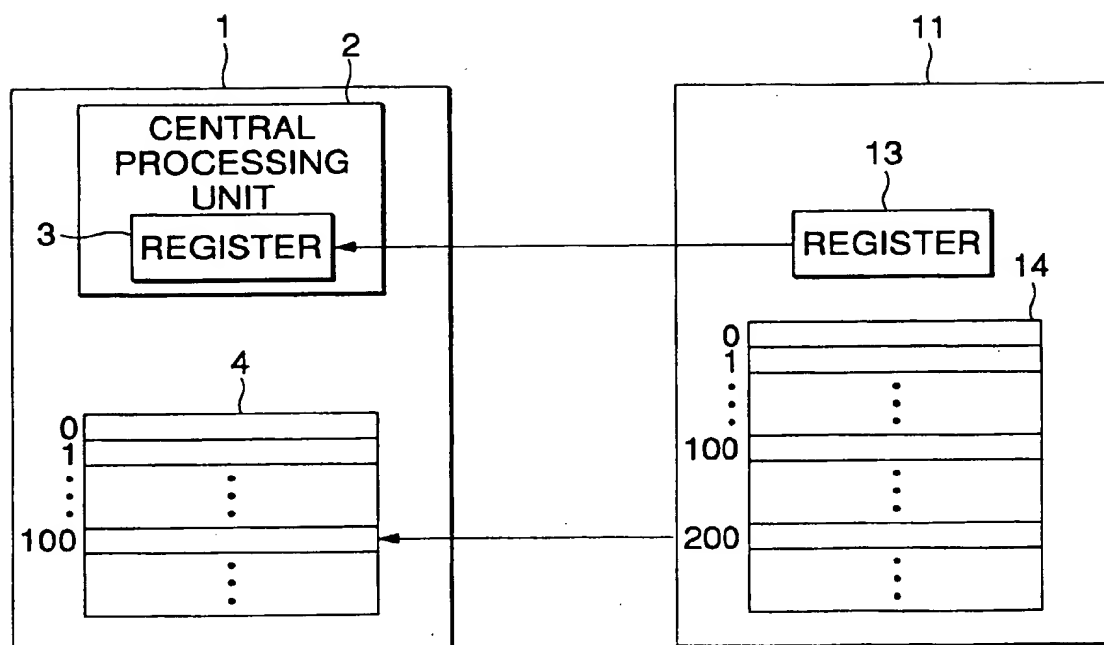 1
2
CENTRAL
PROCESSING
UNIT
3
REGISTER
4
0
1
100
11
13
REGISTER
14
0
1
100
200